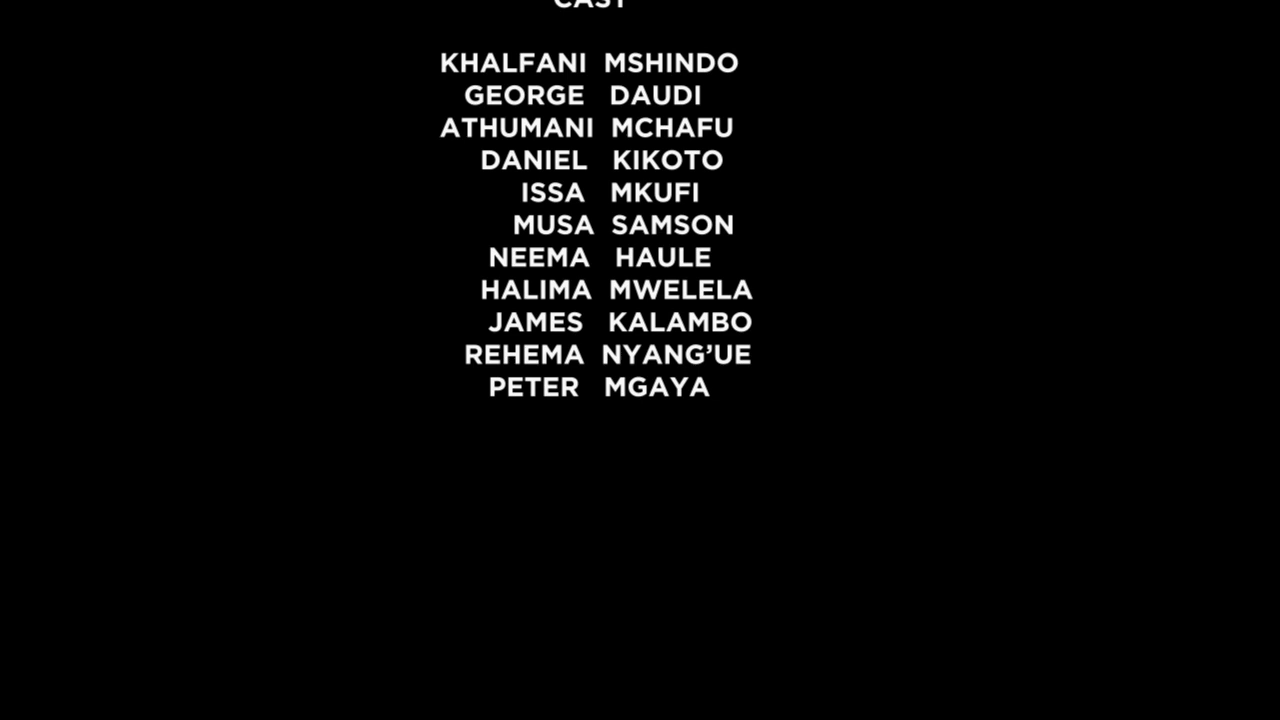 CAST
KHALFANI MSHINDO
GEORGE DAUDI
ATHUMANI MCHAFU
DANIEL KIKOTO
ISSA MKUFI
MUSA SAMSON
NEEMA HAULE
HALIMA MWELELA
JAMES KALAMBO
REHEMA NYANG’UE
PETER MGAYA